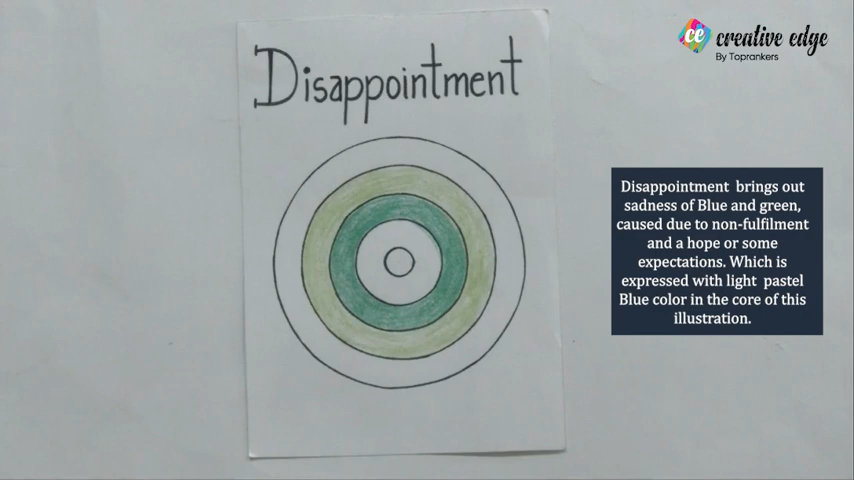 Disappointment
ce creative edge
By Toprankers
Disappointment brings out
sadness of Blue and green,
caused due to non-fulfilment
and a hope or some
expectations. Which is
expressed with light pastel
Blue color in the core of this
illustration.